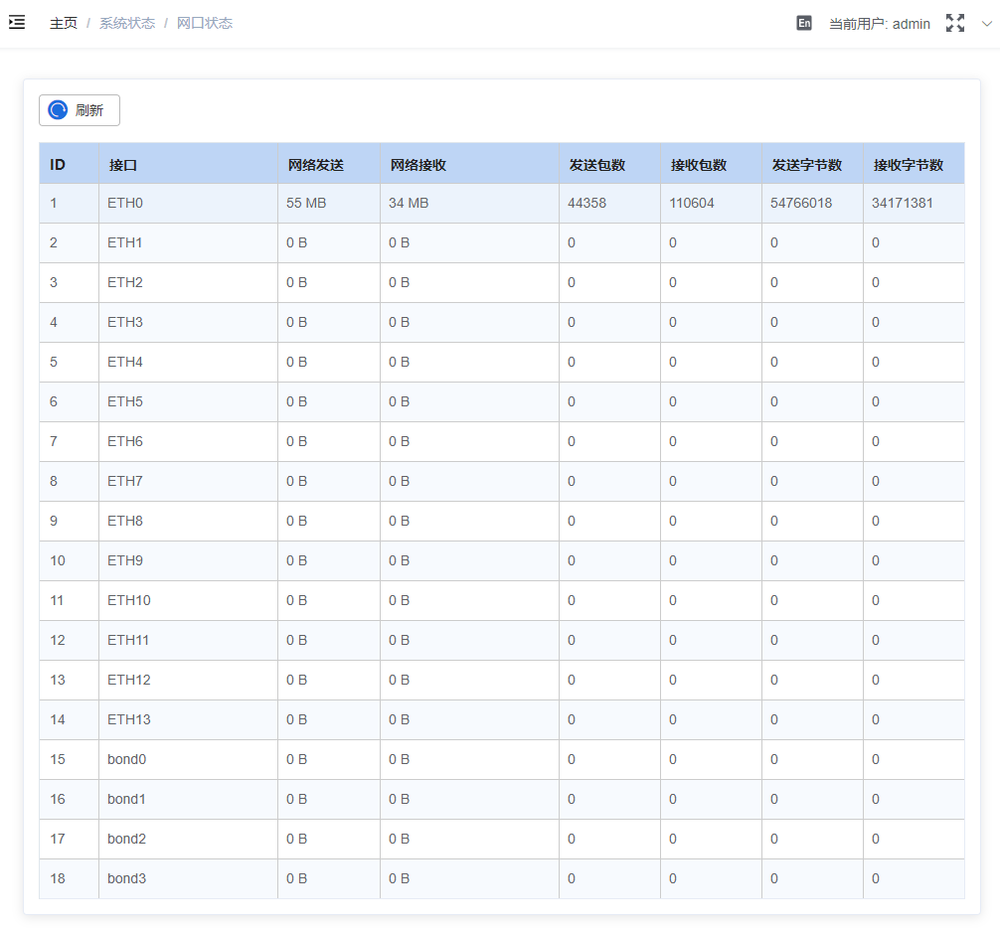 主页 / 系统状态 / 网口状态 En 当前用户: admin
刷新
ID 接口 网络发送 网络接收 发送包数 接收包数 发送字节数 接收字节数
1 ETH0 55 MB 34 MB 44358 110604 54766018 34171381
2 ETH1 0 B 0 B 0 0 0 0
3 ETH2 0 B 0 B 0 0 0 0
4 ETH3 0 B 0 B 0 0 0 0
5 ETH4 0 B 0 B 0 0 0 0
6 ETH5 0 B 0 B 0 0 0 0
7 ETH6 0 B 0 B 0 0 0 0
8 ETH7 0 B 0 B 0 0 0 0
9 ETH8 0 B 0 B 0 0 0 0
10 ETH9 0 B 0 B 0 0 0 0
11 ETH10 0 B 0 B 0 0 0 0
12 ETH11 0 B 0 B 0 0 0 0
13 ETH12 0 B 0 B 0 0 0 0
14 ETH13 0 B 0 B 0 0 0 0
15 bond0 0 B 0 B 0 0 0 0
16 bond1 0 B 0 B 0 0 0 0
17 bond2 0 B 0 B 0 0 0 0
18 bond3 0 B 0 B 0 0 0 0